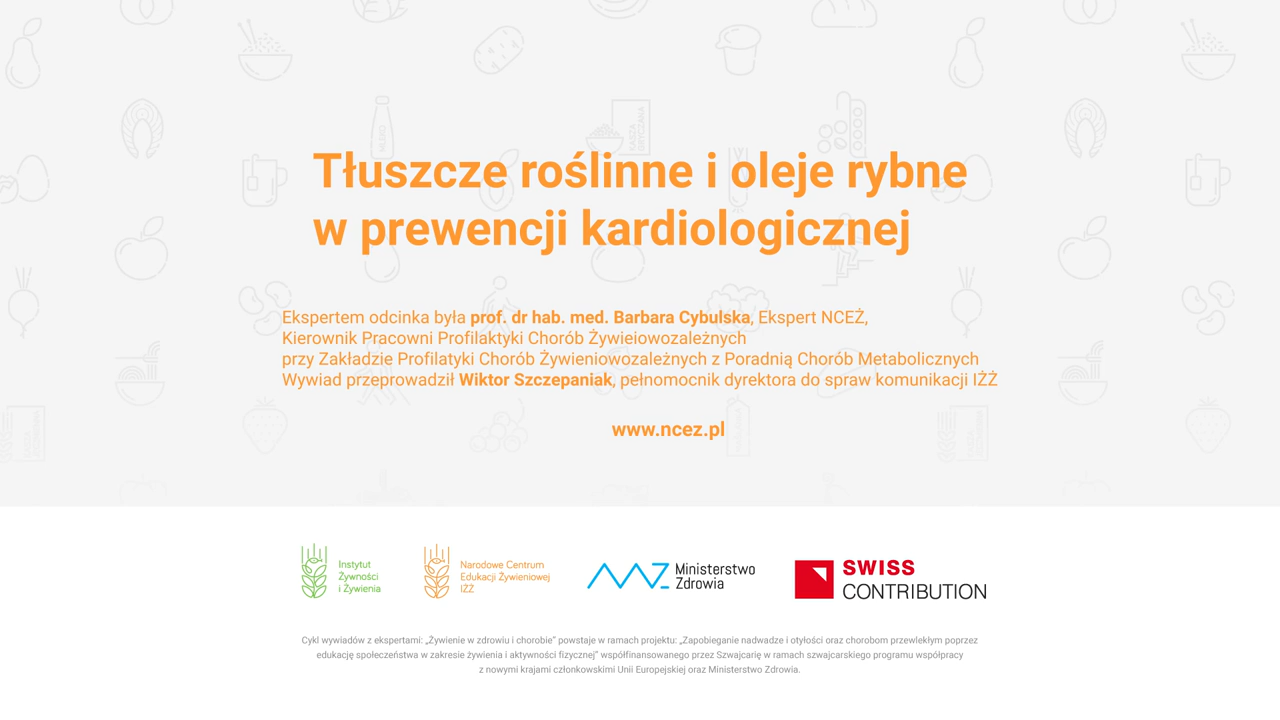 Tłuszcze roślinne i oleje rybne
w prewencji kardiologicznej
Ekspertem odcinka była prof. dr hab. med. Barbara Cybulska, Ekspert NCEŻ,
Kierownik Pracowni Profilaktyki Chorób Żywieiowozależnych
przy Zakładzie Profilatyki Chorób Żywieniowozależnych z Poradnią Chorób Metabolicznych
Wywiad przeprowadził Wiktor Szczepaniak, pełnomocnik dyrektora do spraw komunikacji IŻŻ
www.ncez.pl
Instytut
Żywności
i Żywienia
Narodowe Centrum
Edukacji Żywieniowej
IŻŻ
Ministerstwo
Zdrowia
SWISS
CONTRIBUTION
Cykl wywiadów z ekspertami: „Żywienie w zdrowiu i chorobie" powstaje w ramach projektu: „Zapobieganie nadwadze i otyłości oraz chorobom przewlekłym poprzez
edukację społeczeństwa w zakresie żywienia i aktywności fizycznej" współfinansowanego przez Szwajcarię w ramach szwajcarskiego programu współpracy
z nowymi krajami członkowskimi Unii Europejskiej oraz Ministerstwo Zdrowia.